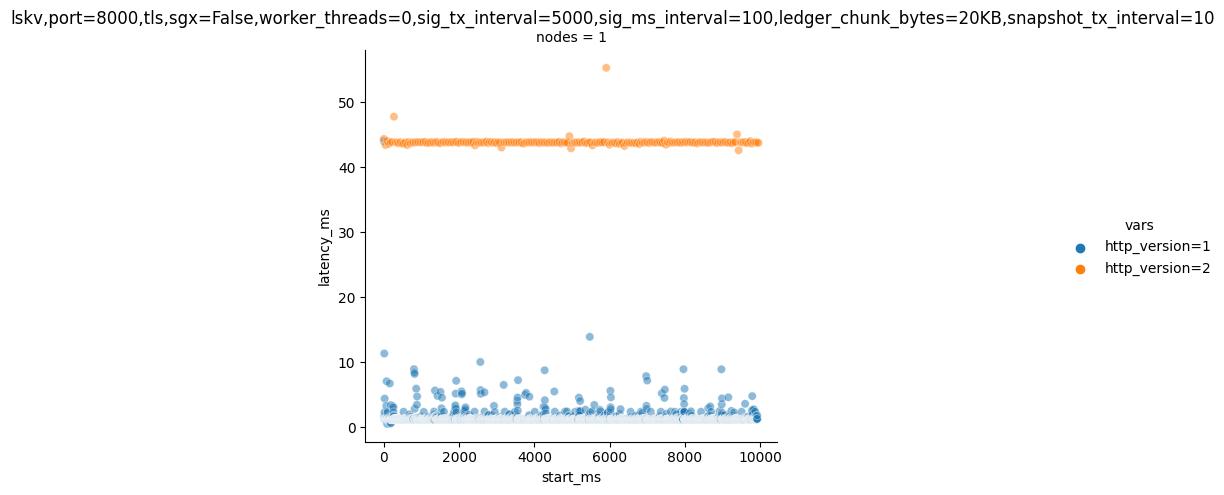 lskv,port=8000,tls,sgx=False,worker_threads=0,sig_tx_interval=5000,sig_ms_interval=100,ledger_chunk_bytes=20KB,snapshot_tx_interval=10
nodes = 1
50
40
30
20
10
0
latency_ms
0 2000 4000 6000 8000 10000
start_ms
vars
http_version=1
http_version=2